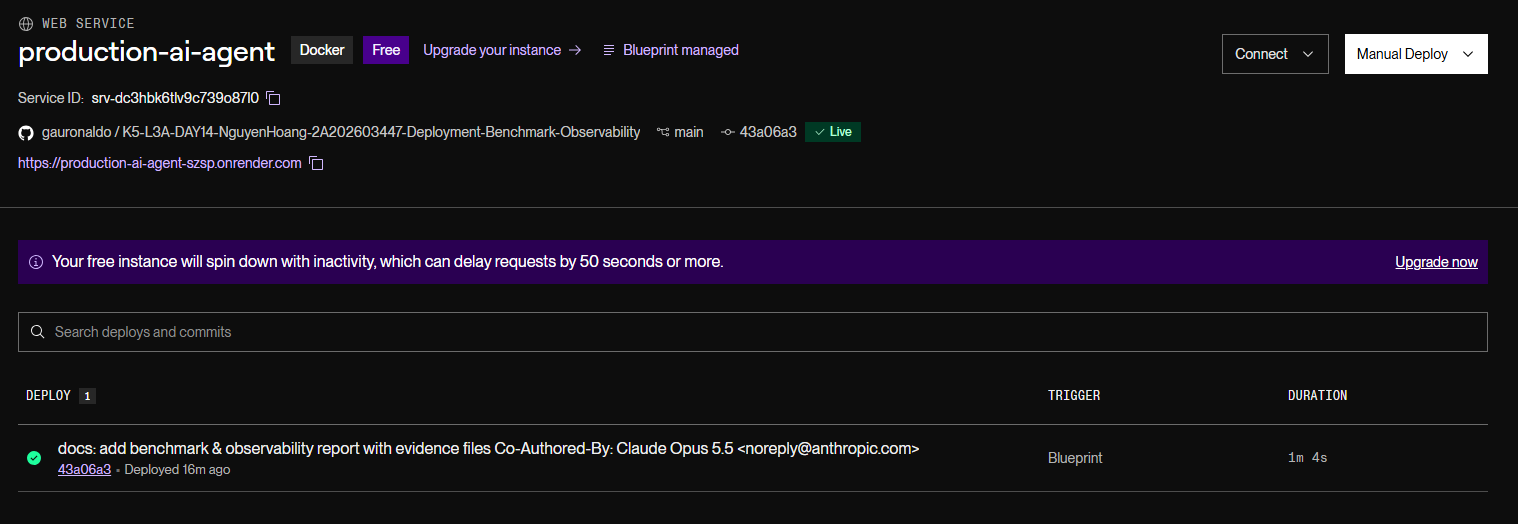 WEB SERVICE
production-ai-agent Docker Free Upgrade your instance → Blueprint managed Connect Manual Deploy
Service ID: srv-dc3hbk6tlv9c739o87l0
gauronaldo / K5-L3A-DAY14-NguyenHoang-2A202603447-Deployment-Benchmark-Observability main 43a06a3 Live
https://production-ai-agent-szsp.onrender.com
Your free instance will spin down with inactivity, which can delay requests by 50 seconds or more. Upgrade now
Search deploys and commits
DEPLOY 1 TRIGGER DURATION
docs: add benchmark & observability report with evidence files Co-Authored-By: Claude Opus 5.5 <noreply@anthropic.com>
43a06a3 Deployed 16m ago Blueprint 1m 4s